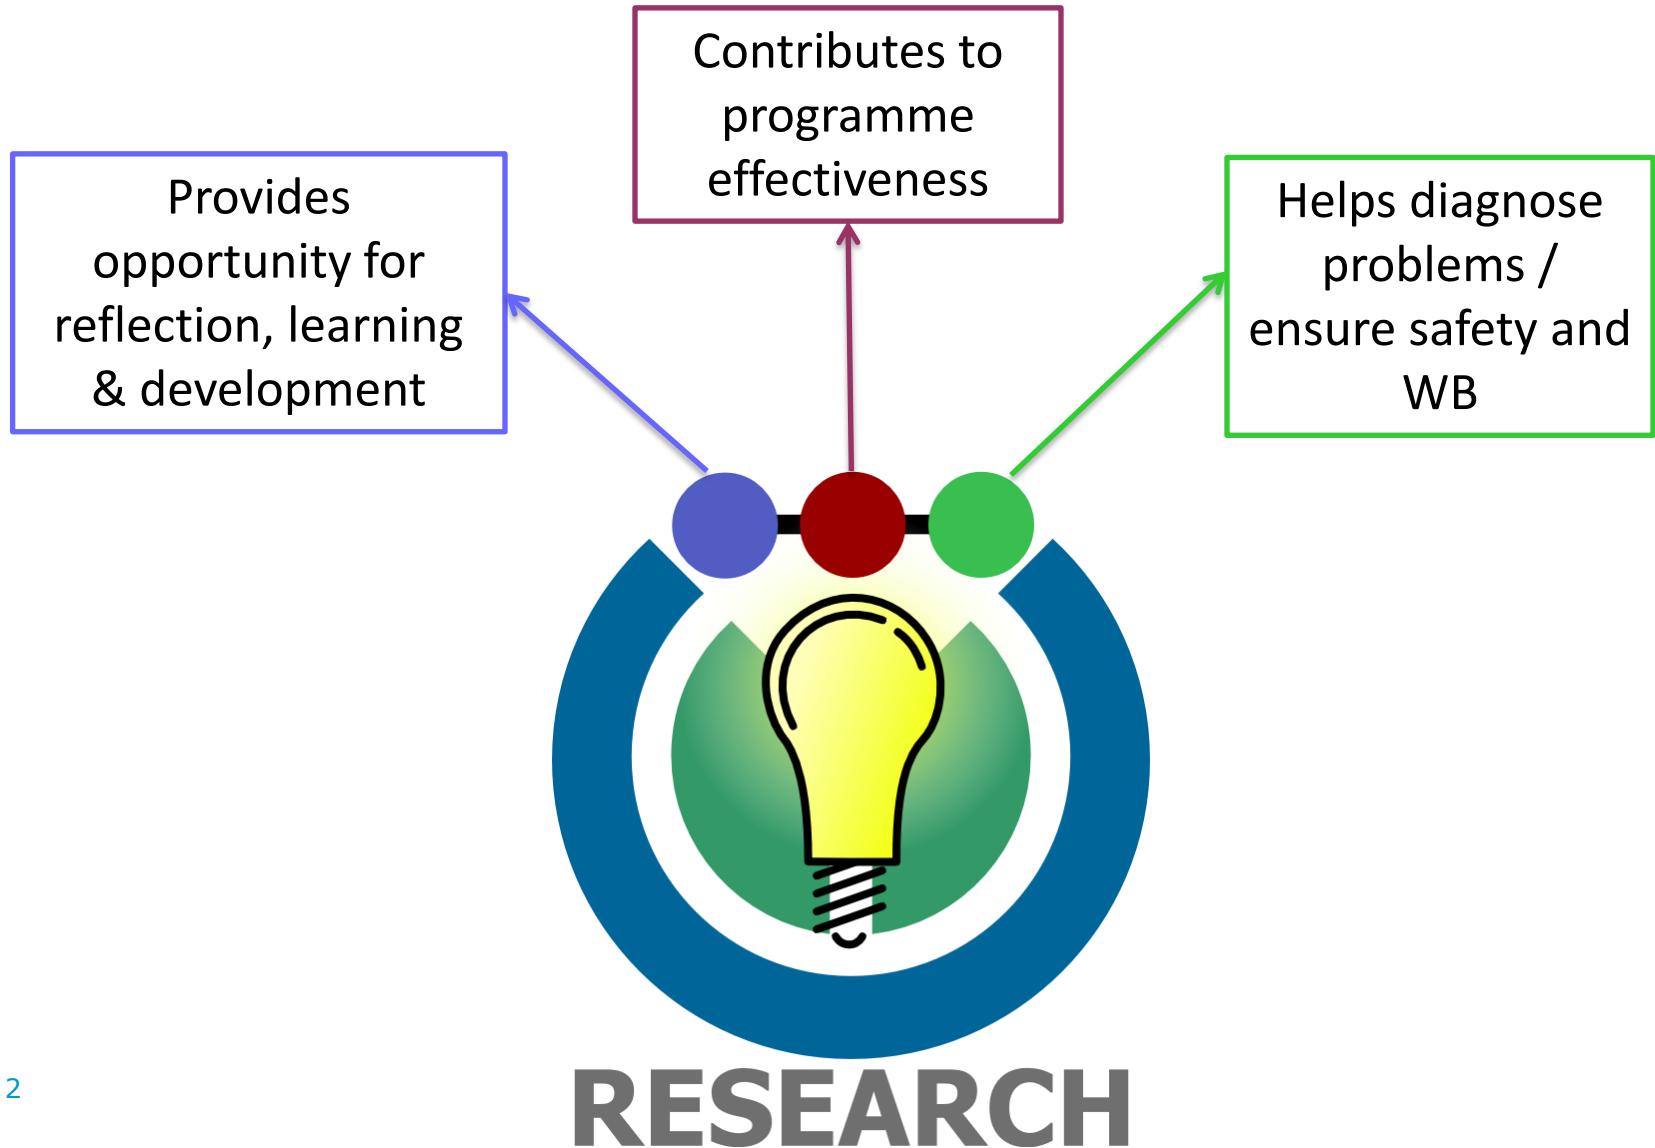 Contributes to
programme
effectiveness
Provides
opportunity for
reflection, learning
& development
Helps diagnose
problems /
ensure safety and
WB
RESEARCH
2